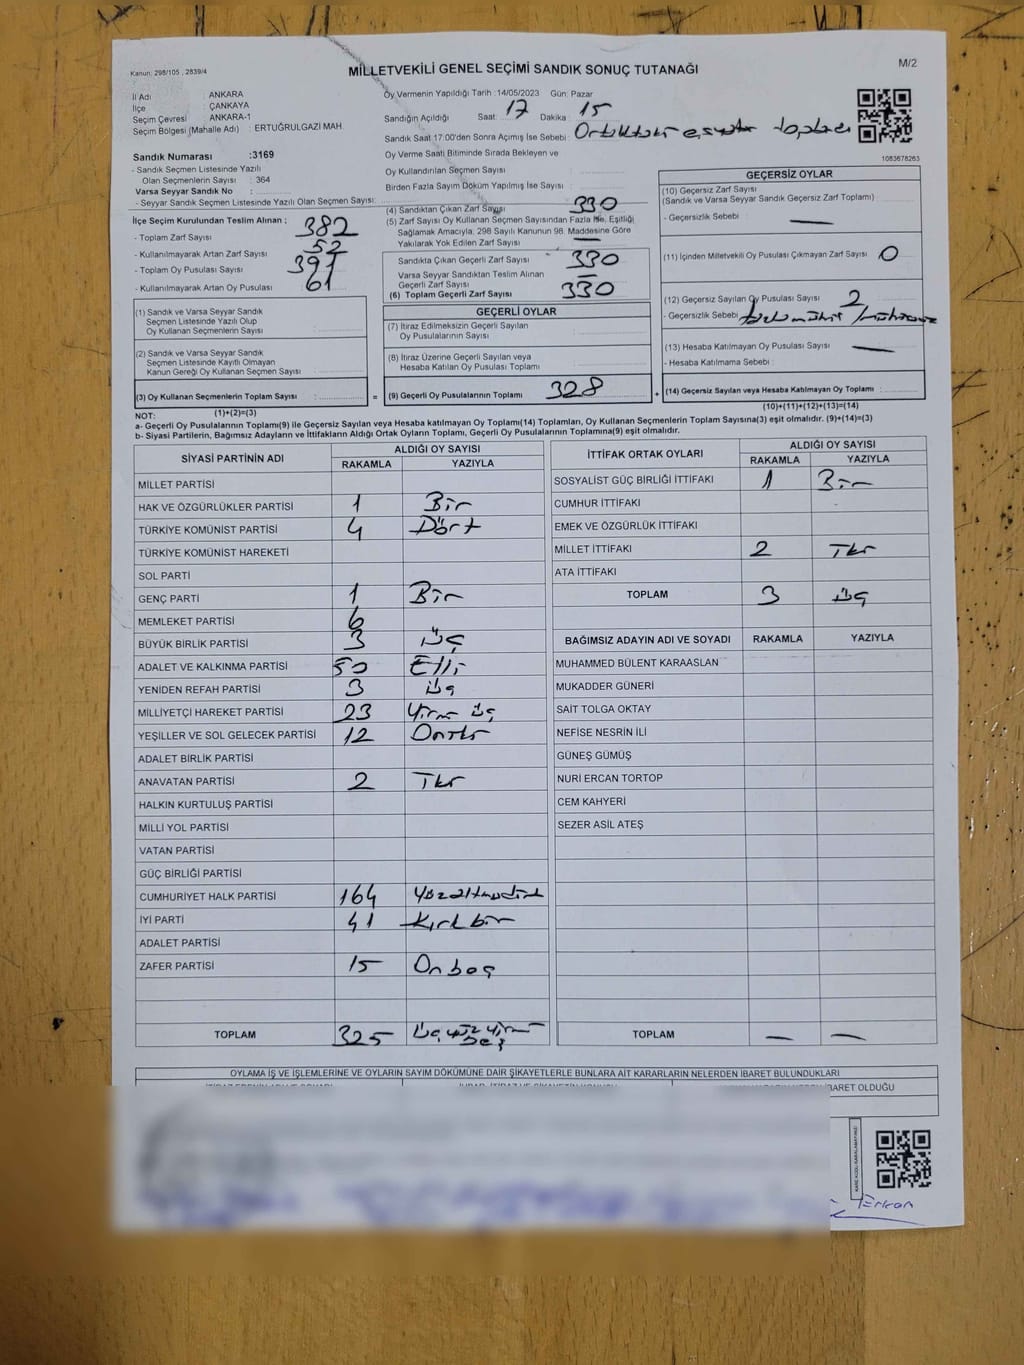 Kanun: 298/105 , 2839/4
MİLLETVEKİLİ GENEL SEÇİMİ SANDIK SONUÇ TUTANAĞI
M/2
İl Adı ANKARA
İlçe ÇANKAYA
Seçim Çevresi ANKARA-1
Seçim Bölgesi (Mahalle Adı) : ERTUĞRULGAZİ MAH.
Sandık Numarası :3169
- Sandık Seçmen Listesinde Yazılı
Olan Seçmenlerin Sayısı : 364
Varsa Seyyar Sandık No :
- Seyyar Sandık Seçmen Listesinde Yazılı Olan Seçmen Sayısı:
Oy Vermenin Yapıldığı Tarih :14/05/2023 Gün: Pazar
Sandığın Açıldığı Saat: 17 Dakika: 15
Sandık Saat 17:00'den Sonra Açımış İse Sebebi:
Oy Verme Saati Bitiminde Sırada Bekleyen ve
Oy Kullandırılan Seçmen Sayısı
Birden Fazla Sayım Döküm Yapılmış İse Sayısı :
1083678263
İlçe Seçim Kurulundan Teslim Alınan ;
- Toplam Zarf Sayısı 382
- Kullanılmayarak Artan Zarf Sayısı 52
- Toplam Oy Pusulası Sayısı 391
- Kullanılmayarak Artan Oy Pusulası 61
(4) Sandıktan Çıkan Zarf Sayısı 330
(5) Zarf Sayısı Oy Kullanan Seçmen Sayısından Fazla İse, Eşitliği
Sağlamak Amacıyla, 298 Sayılı Kanunun 98. Maddesine Göre
Yakılarak Yok Edilen Zarf Sayısı —
Sandıkta Çıkan Geçerli Zarf Sayısı 330
Varsa Seyyar Sandıktan Teslim Alınan
Geçerli Zarf Sayısı —
(6) Toplam Geçerli Zarf Sayısı 330
GEÇERSİZ OYLAR
(10) Geçersiz Zarf Sayısı
(Sandık ve Varsa Seyyar Sandık Geçersiz Zarf Toplamı)
- Geçersizlik Sebebi —
(11) İçinden Milletvekili Oy Pusulası Çıkmayan Zarf Sayısı 0
(12) Geçersiz Sayılan Oy Pusulası Sayısı 2
- Geçersizlik Sebebi
(13) Hesaba Katılmayan Oy Pusulası Sayısı —
- Hesaba Katılmama Sebebi :
(14) Geçersiz Sayılan veya Hesaba Katılmayan Oy Toplamı :
(10)+(11)+(12)+(13)=(14)
(1) Sandık ve Varsa Seyyar Sandık
Seçmen Listesinde Yazılı Olup
Oy Kullanan Seçmenlerin Sayısı
(2) Sandık ve Varsa Seyyar Sandık
Seçmen Listesinde Kayıtlı Olmayan
Kanun Gereği Oy Kullanan Seçmen Sayısı
(3) Oy Kullanan Seçmenlerin Toplam Sayısı :
(1)+(2)=(3)
GEÇERLİ OYLAR
(7) İtiraz Edilmeksizin Geçerli Sayılan
Oy Pusulalarının Sayısı :
(8) İtiraz Üzerine Geçerli Sayılan veya
Hesaba Katılan Oy Pusulası Toplamı
= (9) Geçerli Oy Pusulalarının Toplamı 328 +
NOT:
a- Geçerli Oy Pusulalarının Toplamı(9) ile Geçersiz Sayılan veya Hesaba katılmayan Oy Toplam(14) Toplamları, Oy Kullanan Seçmenlerin Toplam Sayısına(3) eşit olmalıdır. (9)+(14)=(3)
b- Siyasi Partilerin, Bağımsız Adayların ve İttifakların Aldığı Ortak Oyların Toplamı, Geçerli Oy Pusulalarının Toplamına(9) eşit olmalıdır.
SİYASİ PARTİNİN ADI ALDIĞI OY SAYISI
RAKAMLA YAZIYLA
MİLLET PARTİSİ
HAK VE ÖZGÜRLÜKLER PARTİSİ 1 Bir
TÜRKİYE KOMÜNİST PARTİSİ 4 Dört
TÜRKİYE KOMÜNİST HAREKETİ
SOL PARTİ
GENÇ PARTİ 1 Bir
MEMLEKET PARTİSİ 6
BÜYÜK BİRLİK PARTİSİ 3 Üç
ADALET VE KALKINMA PARTİSİ 50 Elli
YENİDEN REFAH PARTİSİ 3 Üç
MİLLİYETÇİ HAREKET PARTİSİ 23 Yirmi üç
YEŞİLLER VE SOL GELECEK PARTİSİ 12 Oniki
ADALET BİRLİK PARTİSİ
ANAVATAN PARTİSİ 2 İki
HALKIN KURTULUŞ PARTİSİ
MİLLİ YOL PARTİSİ
VATAN PARTİSİ
GÜÇ BİRLİĞİ PARTİSİ
CUMHURİYET HALK PARTİSİ 164 Yüzaltmışdört
İYİ PARTİ 41 Kırkbir
ADALET PARTİSİ
ZAFER PARTİSİ 15 Onbeş
TOPLAM 325 Üçyüz yirmi beş
İTTİFAK ORTAK OYLARI ALDIĞI OY SAYISI
RAKAMLA YAZIYLA
SOSYALİST GÜÇ BİRLİĞİ İTTİFAKI 1 Bir
CUMHUR İTTİFAKI
EMEK VE ÖZGÜRLÜK İTTİFAKI
MİLLET İTTİFAKI 2 İki
ATA İTTİFAKI
TOPLAM 3 Üç
BAĞIMSIZ ADAYIN ADI VE SOYADI RAKAMLA YAZIYLA
MUHAMMED BÜLENT KARAASLAN
MUKADDER GÜNERİ
SAİT TOLGA OKTAY
NEFİSE NESRİN İLİ
GÜNEŞ GÜMÜŞ
NURİ ERCAN TORTOP
CEM KAHYERİ
SEZER ASİL ATEŞ
TOPLAM — —
OYLAMA İŞ VE İŞLEMLERİNE VE OYLARIN SAYIM DÖKÜMÜNE DAİR ŞİKAYETLERLE BUNLARA AİT KARARLARIN NELERDEN İBARET BULUNDUKLARI
İBARET OLDUĞU
Erkan